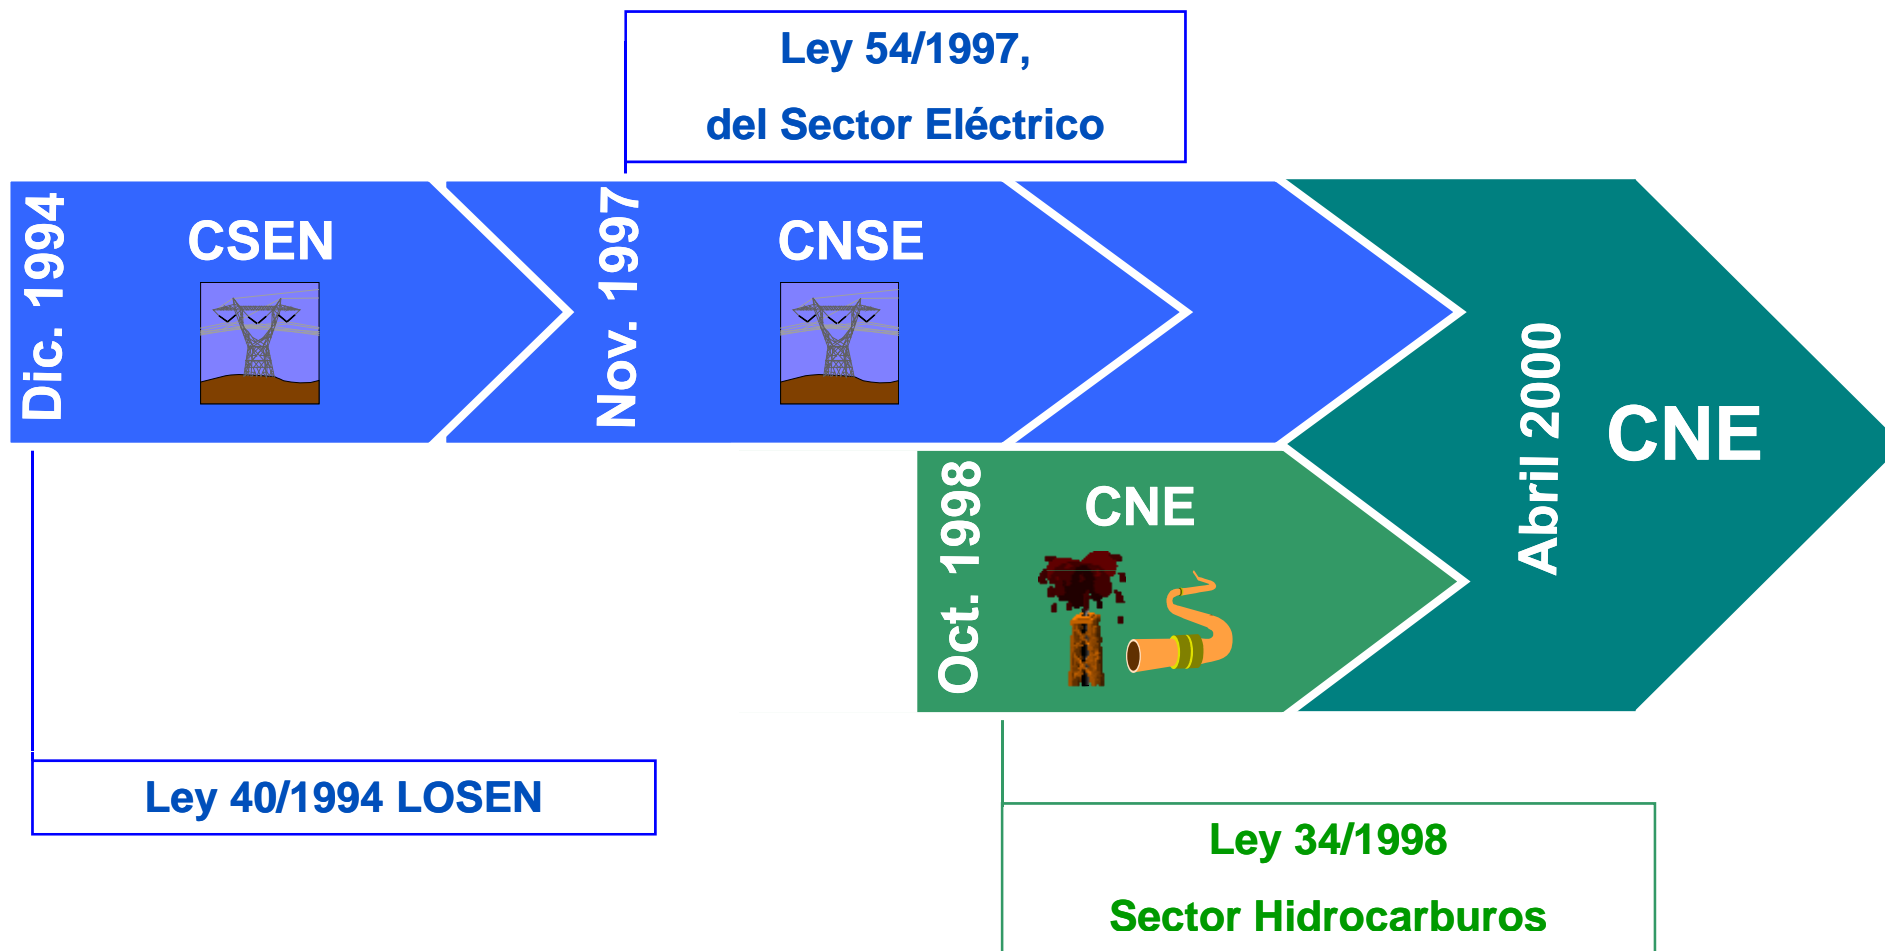 Ley 54/1997,
del Sector Eléctrico
Dic. 1994
CSEN
Nov. 1997
CNSE
Abril 2000
CNE
Oct. 1998
CNE
Ley 40/1994 LOSEN
Ley 34/1998
Sector Hidrocarburos